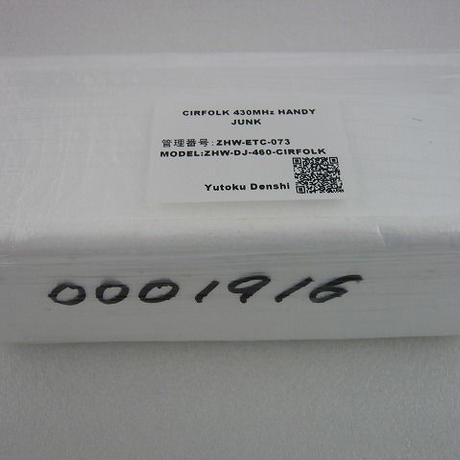 CIRFOLK 430MHz HANDY
JUNK
管理番号:ZHW-ETC-073
MODEL:ZHW-DJ-460-CIRFOLK
Yutoku Denshi
0001916